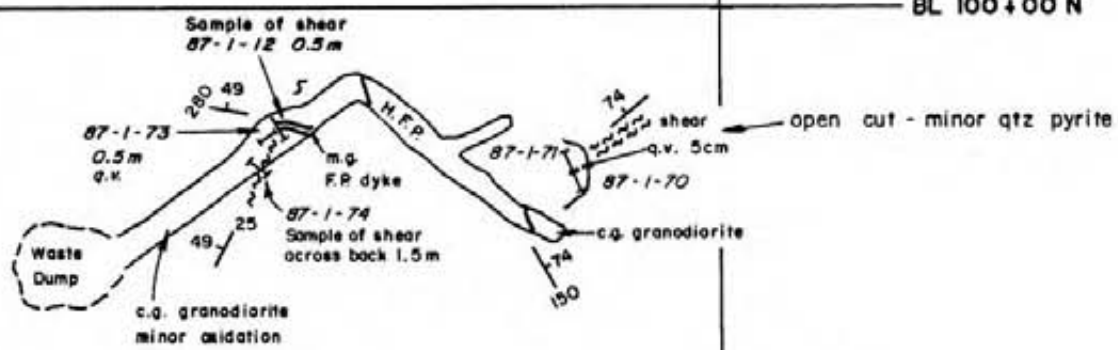 BL 100+00 N
Sample of shear
87-1-12 0.5m
280 49
5
87-1-73
0.5m
q.v.
H.F.P.
m.g.
F.P. dyke
74
shear
open cut - minor qtz pyrite
q.v. 5cm
87-1-71
87-1-70
87-1-74
Sample of shear
across back 1.5m
49 25
c.g. granodiorite
74
150
Waste
Dump
c.g. granodiorite
minor oxidation